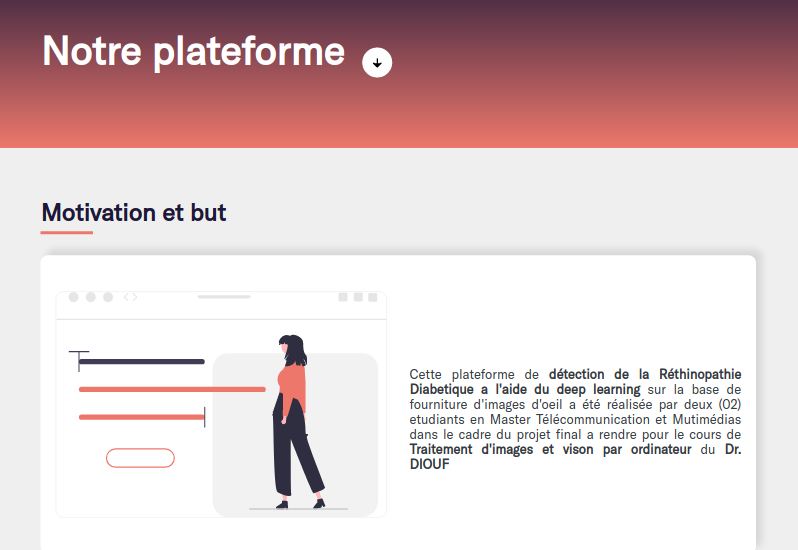 Notre plateforme
Motivation et but
Cette plateforme de détection de la Réthinopathie
Diabetique a l'aide du deep learning sur la base de
fourniture d'images d'oeil a été réalisée par deux (02)
etudiants en Master Télécommunication et Mutimédias
dans le cadre du projet final a rendre pour le cours de
Traitement d'images et vison par ordinateur du Dr.
DIOUF